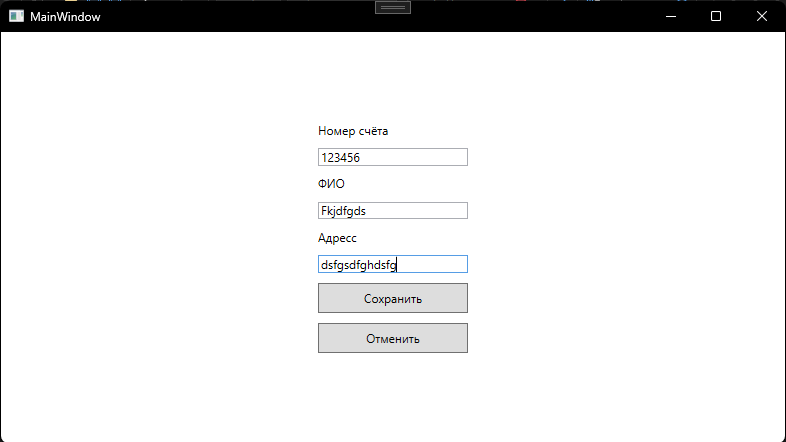 MainWindow
Номер счёта
123456
ФИО
Fkjdfgds
Адресс
dsfgsdfghdsfg
Сохранить
Отменить